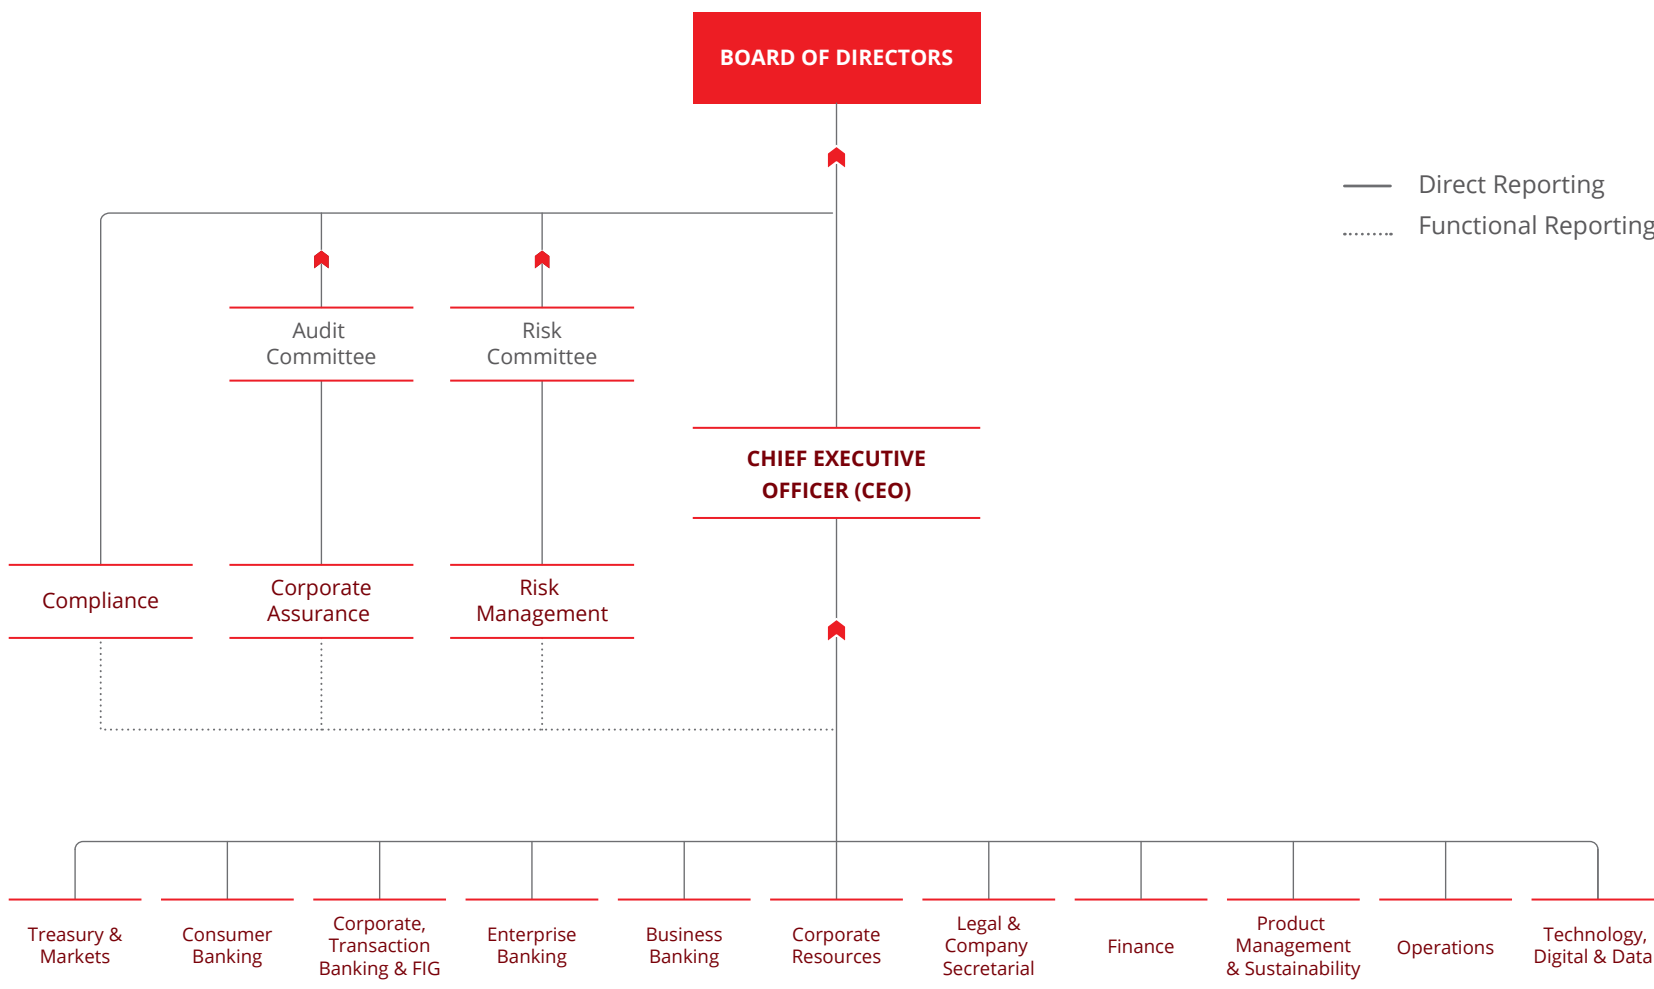 BOARD OF DIRECTORS
Direct Reporting
Functional Reporting
Audit
Committee
Risk
Committee
CHIEF EXECUTIVE
OFFICER (CEO)
Compliance
Corporate
Assurance
Risk
Management
Treasury &
Markets
Consumer
Banking
Corporate,
Transaction
Banking & FIG
Enterprise
Banking
Business
Banking
Corporate
Resources
Legal &
Company
Secretarial
Finance
Product
Management
& Sustainability
Operations
Technology,
Digital & Data